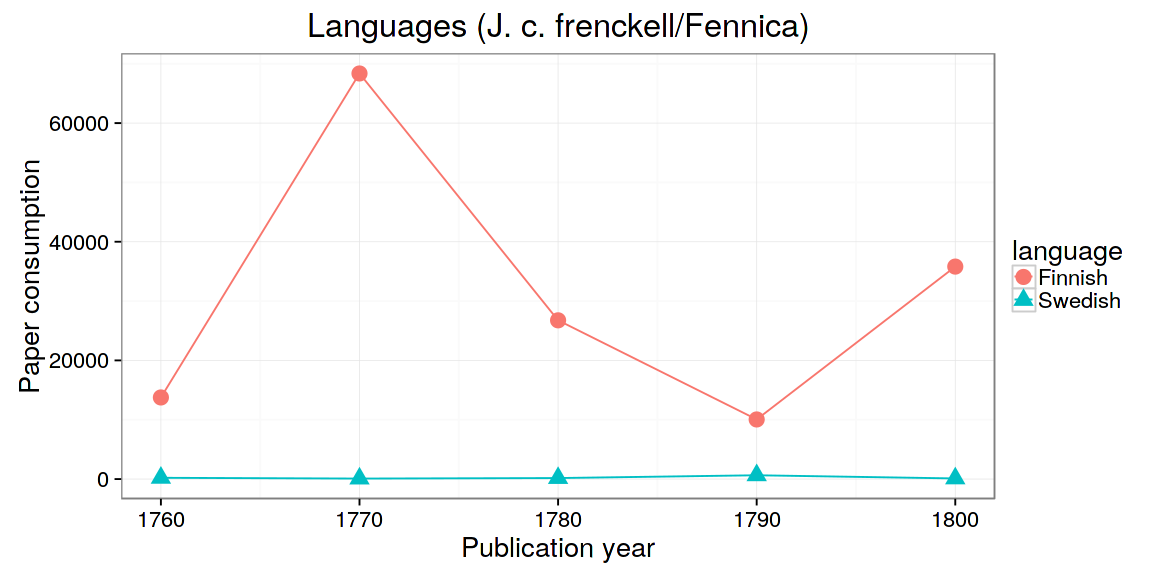 Languages (J. c. frenckell/Fennica)
Paper consumption
60000
40000
20000
0
1760 1770 1780 1790 1800
Publication year
language
Finnish
Swedish